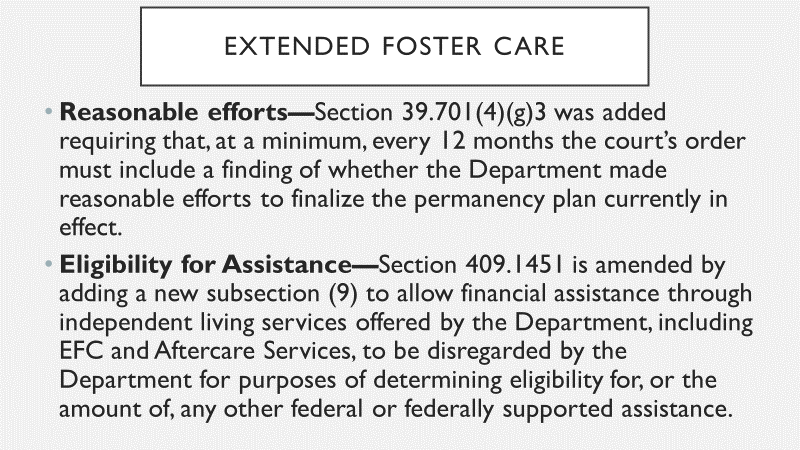 EXTENDED FOSTER CARE
• Reasonable efforts—Section 39.701(4)(g)3 was added
requiring that, at a minimum, every 12 months the court's order
must include a finding of whether the Department made
reasonable efforts to finalize the permanency plan currently in
effect.
• Eligibility for Assistance—Section 409.1451 is amended by
adding a new subsection (9) to allow financial assistance through
independent living services offered by the Department, including
EFC and Aftercare Services, to be disregarded by the
Department for purposes of determining eligibility for, or the
amount of, any other federal or federally supported assistance.